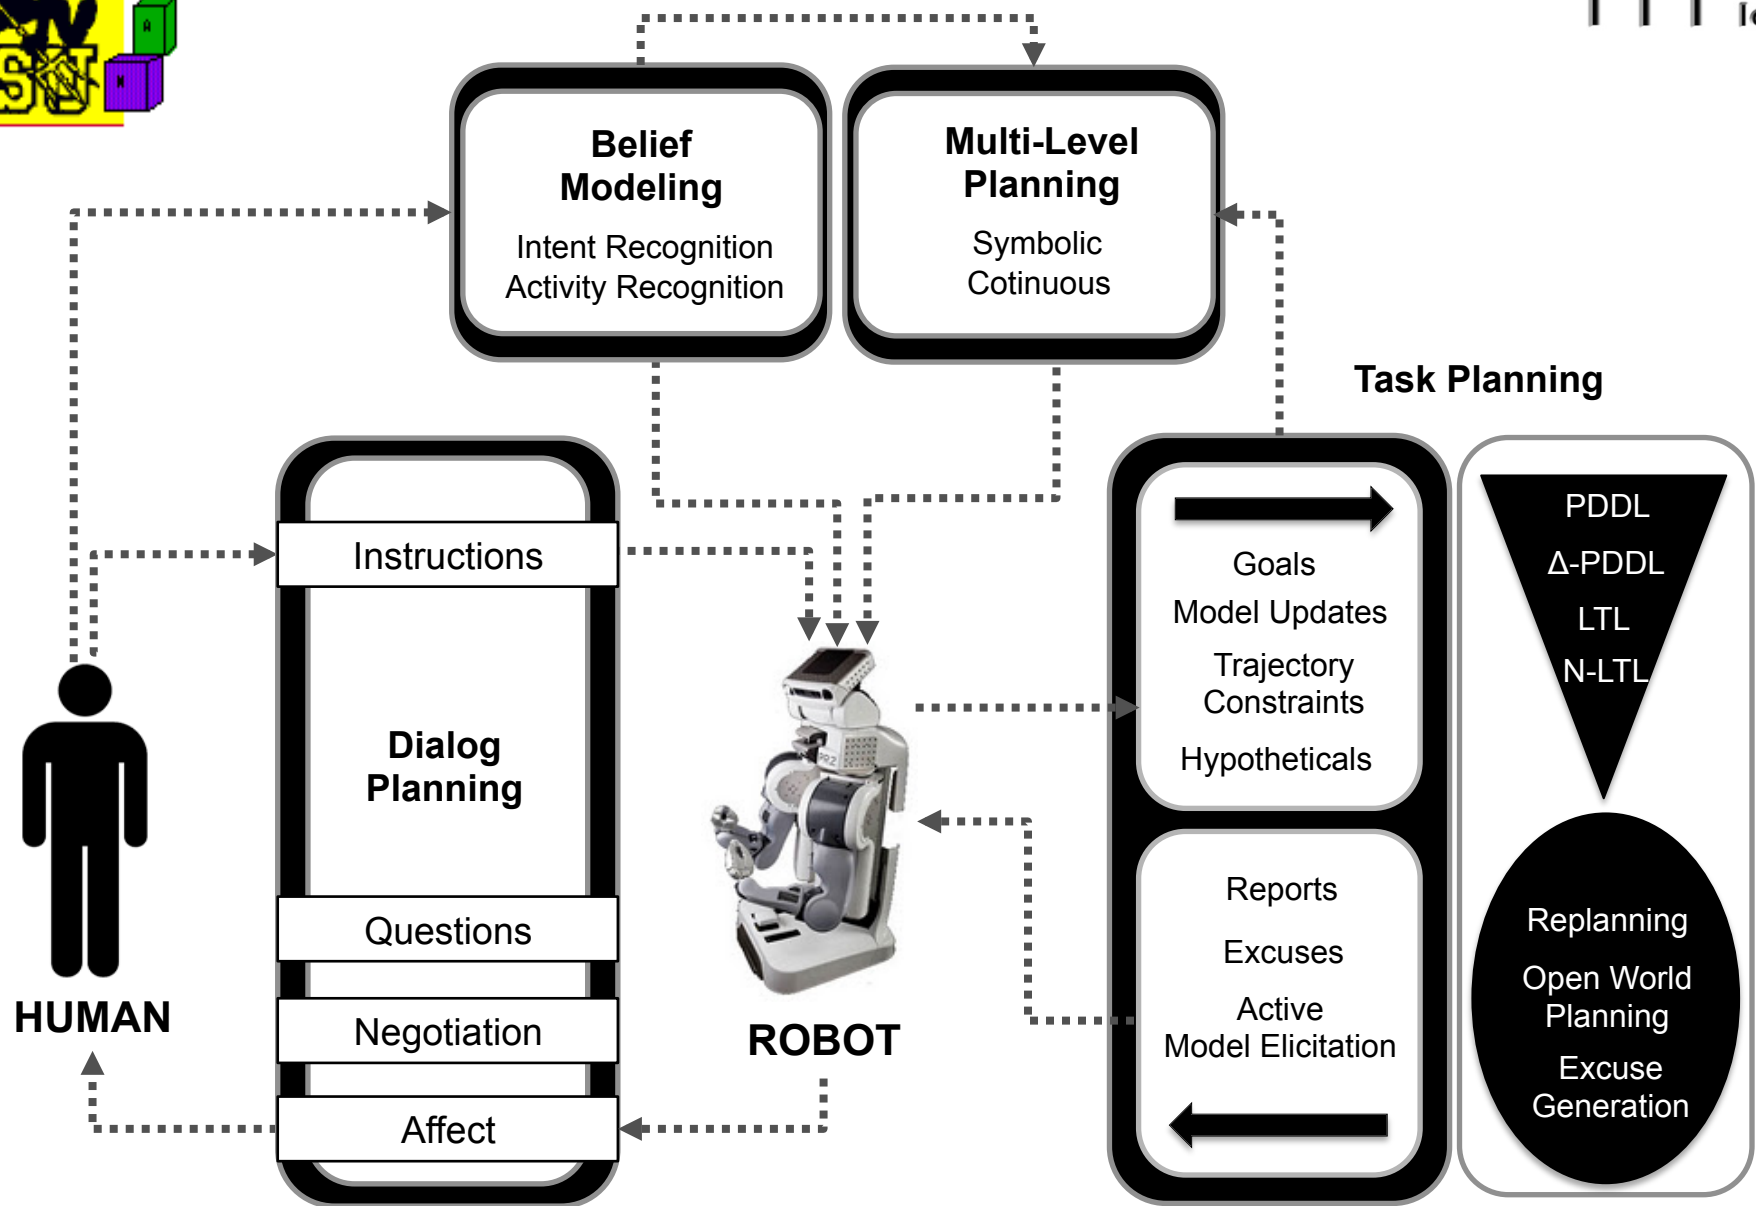 SU
A
N
Belief
Modeling
Intent Recognition
Activity Recognition
Multi-Level
Planning
Symbolic
Cotinuous
Task Planning
Instructions
Dialog
Planning
Questions
Negotiation
Affect
HUMAN
PR2
ROBOT
Goals
Model Updates
Trajectory
Constraints
Hypotheticals
Reports
Excuses
Active
Model Elicitation
PDDL
Δ-PDDL
LTL
N-LTL
Replanning
Open World
Planning
Excuse
Generation